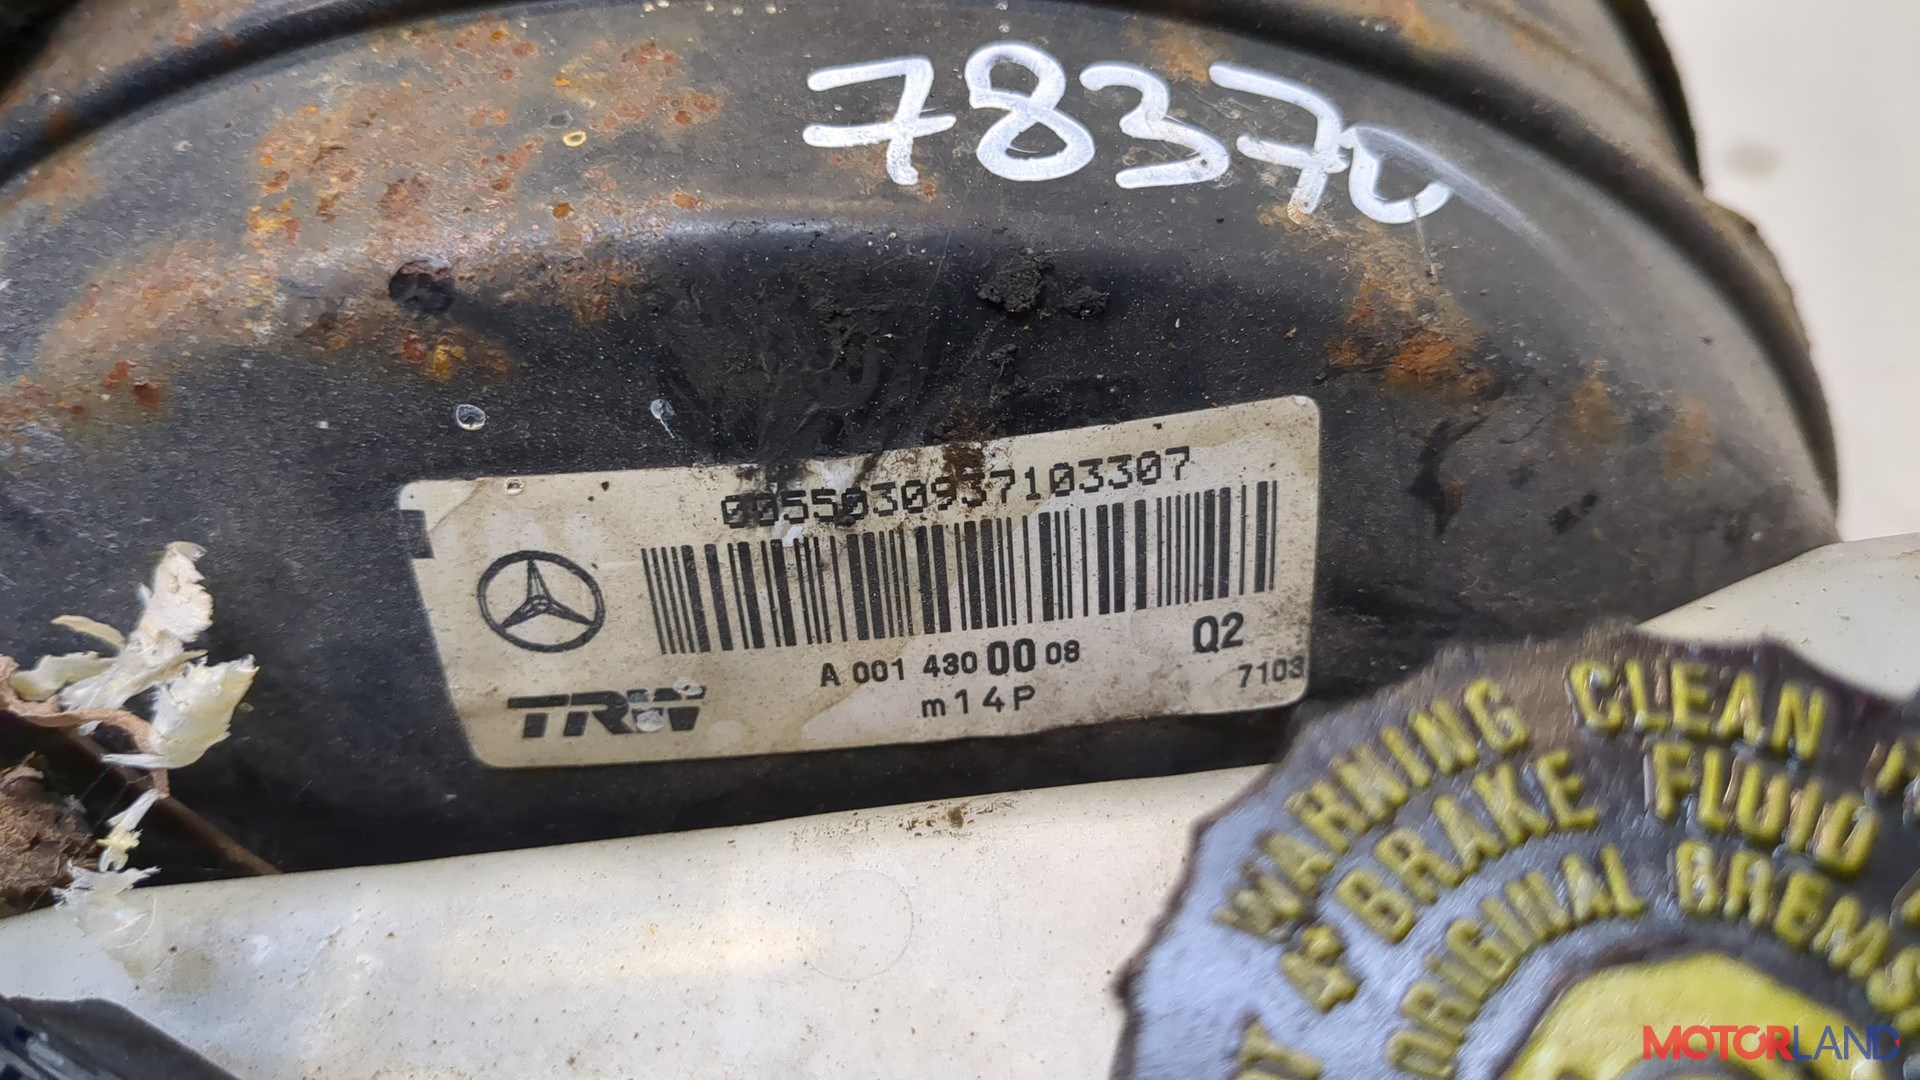 78370
0055030937103307
A 001 430 00 08
Q2
TRW
m14P
7103
WARNING CLEAN
BRAKE FLUID
ORIGINAL BREMS
MOTORLAND